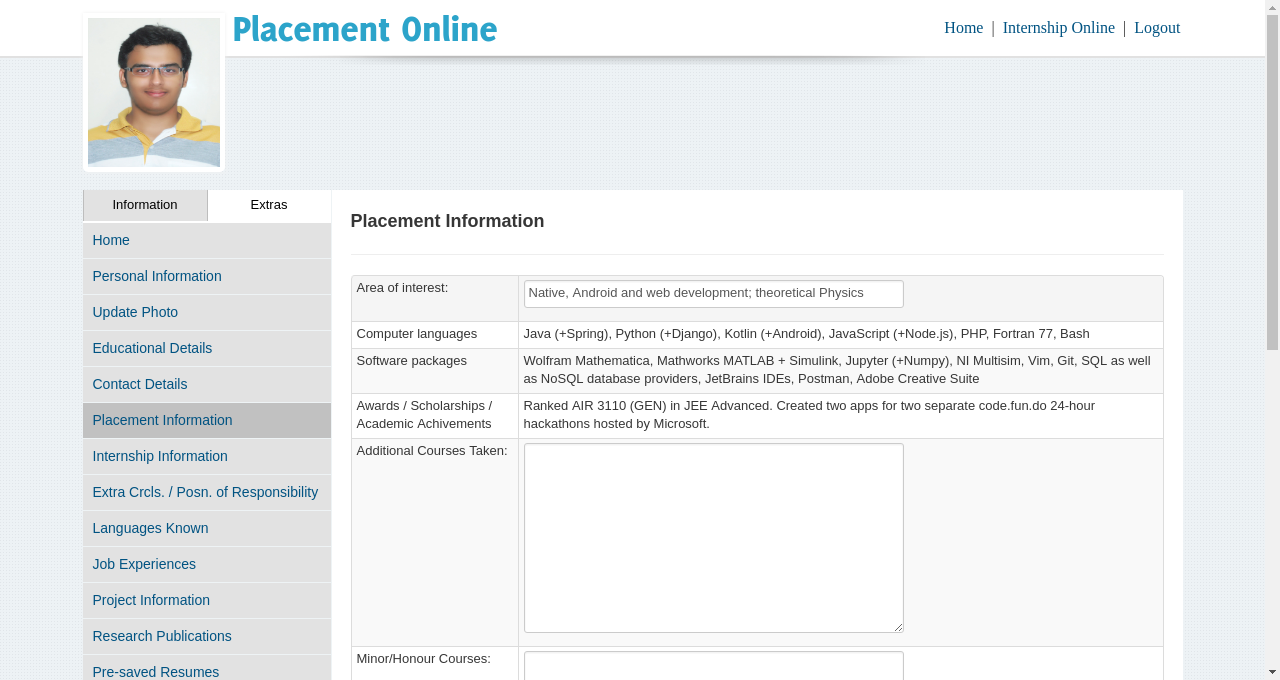 Placement Online
Home | Internship Online | Logout
Information
Extras
Home
Personal Information
Update Photo
Educational Details
Contact Details
Placement Information
Internship Information
Extra Crcls. / Posn. of Responsibility
Languages Known
Job Experiences
Project Information
Research Publications
Pre-saved Resumes
Placement Information
Area of interest:
Native, Android and web development; theoretical Physics
Computer languages
Java (+Spring), Python (+Django), Kotlin (+Android), JavaScript (+Node.js), PHP, Fortran 77, Bash
Software packages
Wolfram Mathematica, Mathworks MATLAB + Simulink, Jupyter (+Numpy), NI Multisim, Vim, Git, SQL as well
as NoSQL database providers, JetBrains IDEs, Postman, Adobe Creative Suite
Awards / Scholarships /
Academic Achivements
Ranked AIR 3110 (GEN) in JEE Advanced. Created two apps for two separate code.fun.do 24-hour
hackathons hosted by Microsoft.
Additional Courses Taken:
Minor/Honour Courses: